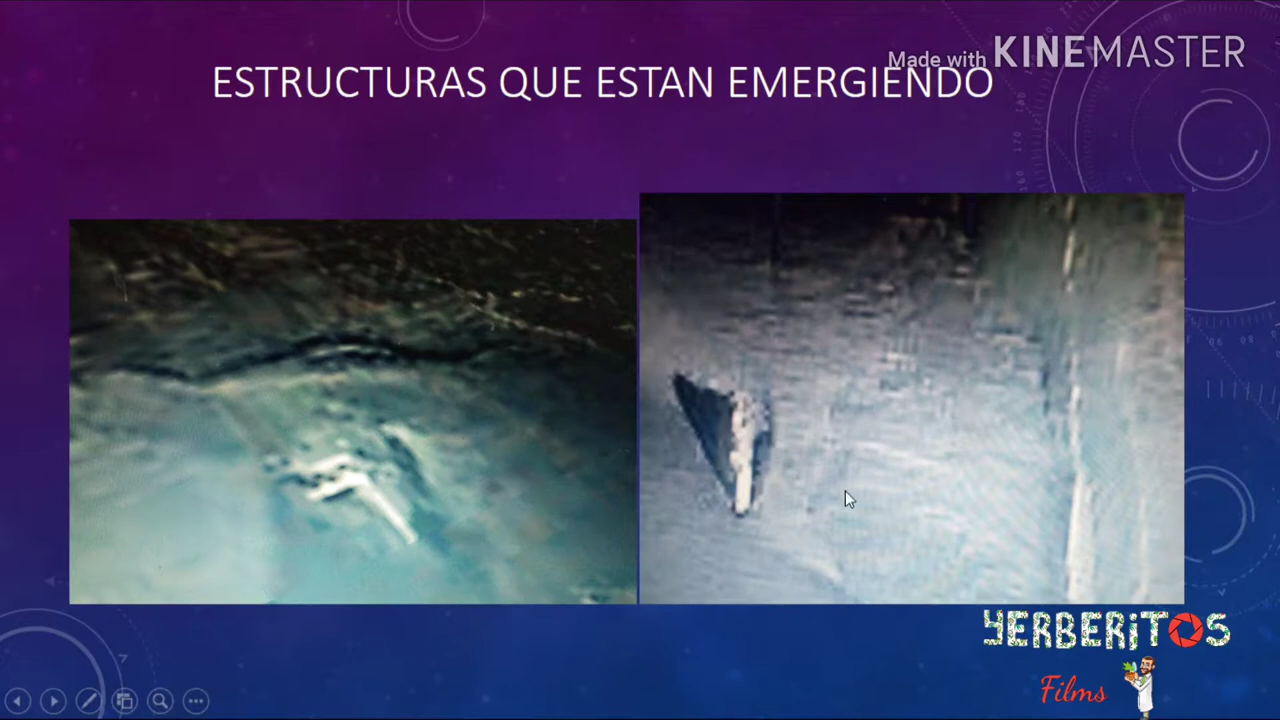 Made with KINEMASTER
ESTRUCTURAS QUE ESTAN EMERGIENDO
YERBERiTOS
Films